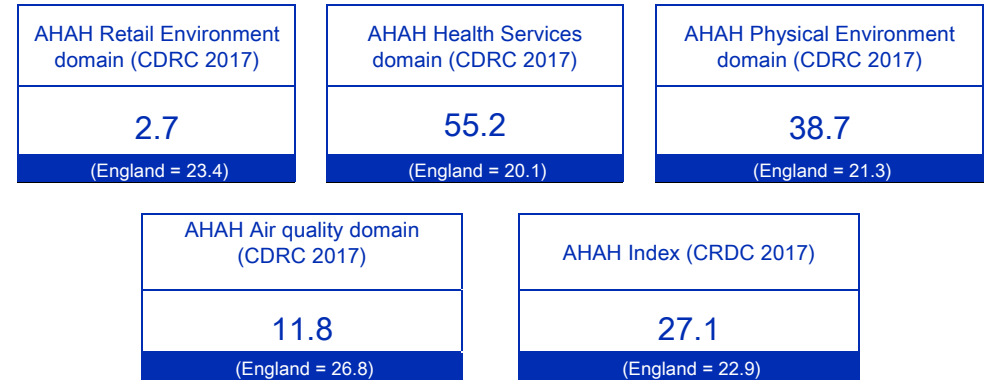 AHAH Retail Environment
domain (CDRC 2017)
2.7
(England = 23.4)
AHAH Health Services
domain (CDRC 2017)
55.2
(England = 20.1)
AHAH Physical Environment
domain (CDRC 2017)
38.7
(England = 21.3)
AHAH Air quality domain
(CDRC 2017)
11.8
(England = 26.8)
AHAH Index (CRDC 2017)
27.1
(England = 22.9)